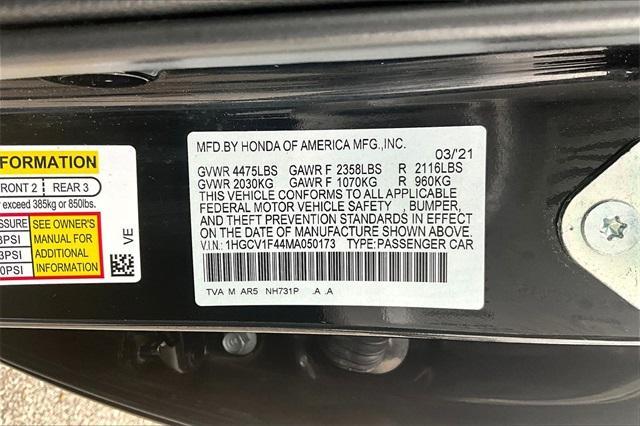 FORMATION
FRONT 2 REAR 3
exceed 385kg or 850lbs.
SEE OWNER'S
MANUAL FOR
ADDITIONAL
INFORMATION
VE
MFD.BY HONDA OF AMERICA MFG.,INC.
03/'21
GVWR 4475LBS GAWR F 2358LBS R 2116LBS
GVWR 2030KG GAWR F 1070KG R 960KG
THIS VEHICLE CONFORMS TO ALL APPLICABLE
FEDERAL MOTOR VEHICLE SAFETY , BUMPER,
AND THEFT PREVENTION STANDARDS IN EFFECT
ON THE DATE OF MANUFACTURE SHOWN ABOVE.
V.I.N.: 1HGCV1F44MA050173 TYPE:PASSENGER CAR
TVA M AR5 NH731P .A .A